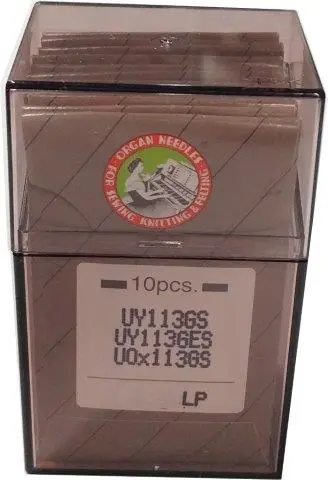 ORGAN NEEDLES
FOR SEWING, KNITTING & FELTING
10pcs.
UY113GS
UY113GES
UOx113GS
LP